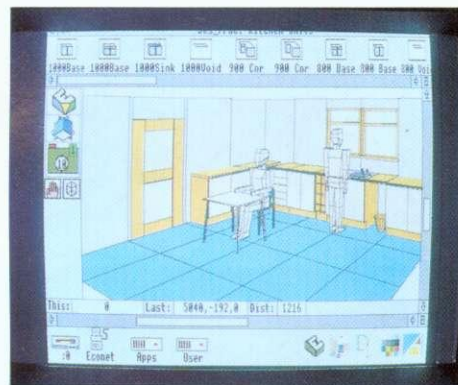 1000Base 1000Base 1000Sink 1000Void 900 Cor 900 Cor 800 Base 800 Base 800
This: 0 Last: 5040,-192,0 Dist: 1216
:0 Econet Apps User